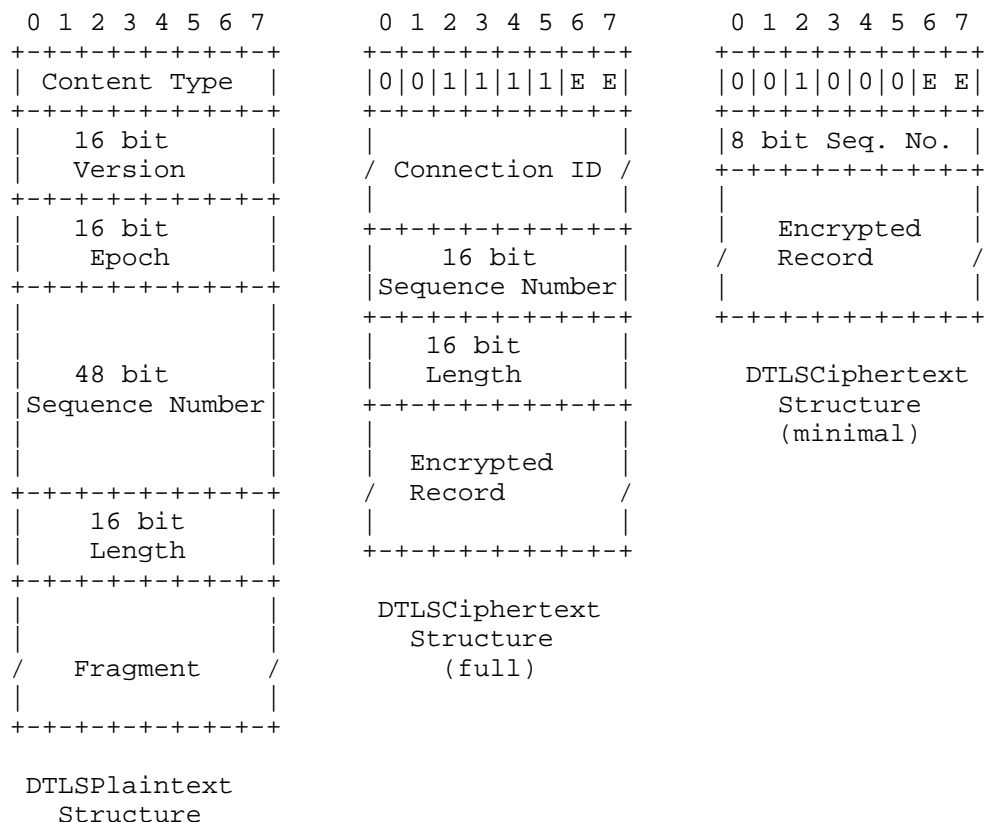 0 1 2 3 4 5 6 7       0 1 2 3 4 5 6 7       0 1 2 3 4 5 6 7
+-+-+-+-+-+-+-+-+     +-+-+-+-+-+-+-+-+     +-+-+-+-+-+-+-+-+
|  Content Type |     |0|0|1|1|1|1|E E|     |0|0|1|0|0|0|E E|
+-+-+-+-+-+-+-+-+     +-+-+-+-+-+-+-+-+     +-+-+-+-+-+-+-+-+
|   16 bit      |     |               |     |8 bit Seq. No. |
|   Version     |     / Connection ID /     +-+-+-+-+-+-+-+-+
+-+-+-+-+-+-+-+-+     |               |     |               |
|   16 bit      |     +-+-+-+-+-+-+-+-+     |   Encrypted   |
|    Epoch      |     |    16 bit     |     /   Record      /
+-+-+-+-+-+-+-+-+     |Sequence Number|     |               |
|               |     +-+-+-+-+-+-+-+-+     +-+-+-+-+-+-+-+-+
|               |     |   16 bit      |
|   48 bit      |     |   Length      |       DTLSCiphertext
|Sequence Number|     +-+-+-+-+-+-+-+-+         Structure
|               |     |               |         (minimal)
|               |     |  Encrypted    |
+-+-+-+-+-+-+-+-+     /  Record       /
|    16 bit     |     |               |
|    Length     |     +-+-+-+-+-+-+-+-+
+-+-+-+-+-+-+-+-+
|               |      DTLSCiphertext
|               |        Structure
/   Fragment    /          (full)
|               |
+-+-+-+-+-+-+-+-+

 DTLSPlaintext
   Structure